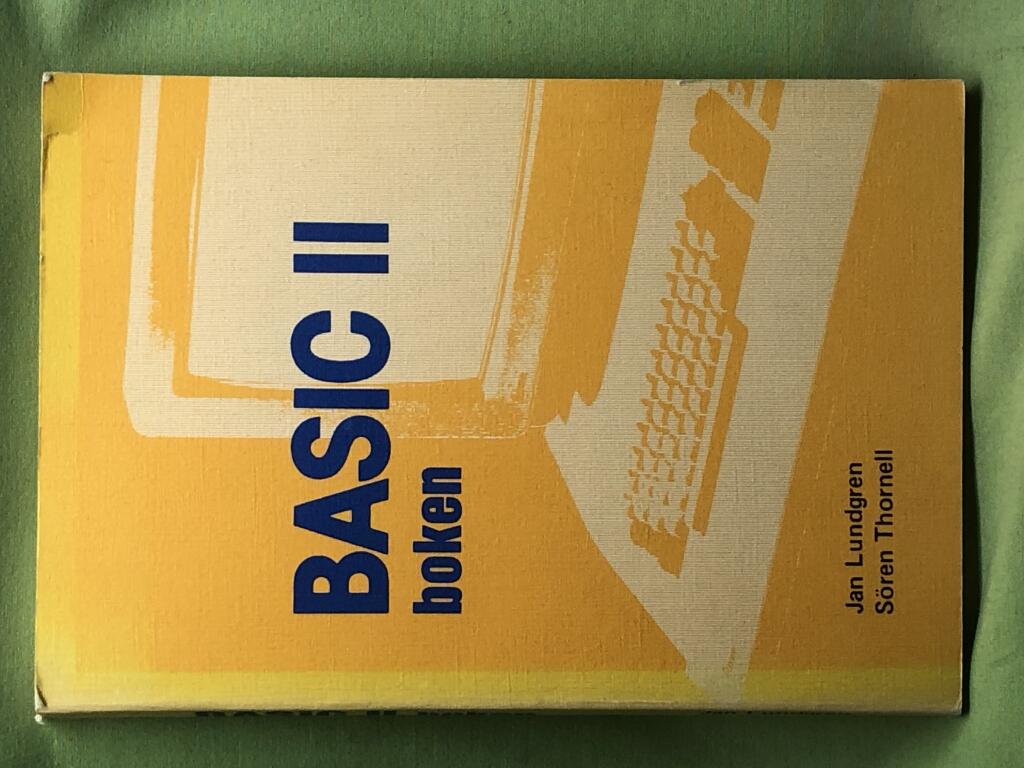 BASIC II
boken
Jan Lundgren
Sören Thornell